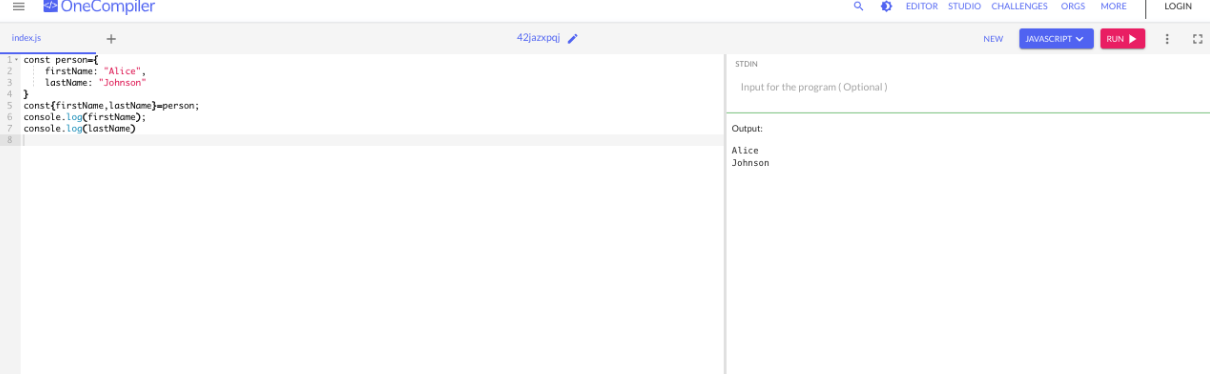 OneCompiler
EDITOR STUDIO CHALLENGES ORGS MORE LOGIN
index.js + 42jazxpqj NEW JAVASCRIPT RUN
1 const person={
2     firstName: "Alice",
3     lastName: "Johnson"
4 }
5 const{firstName,lastName}=person;
6 console.log(firstName);
7 console.log(lastName)
8
STDIN
Input for the program ( Optional )
Output:
Alice
Johnson